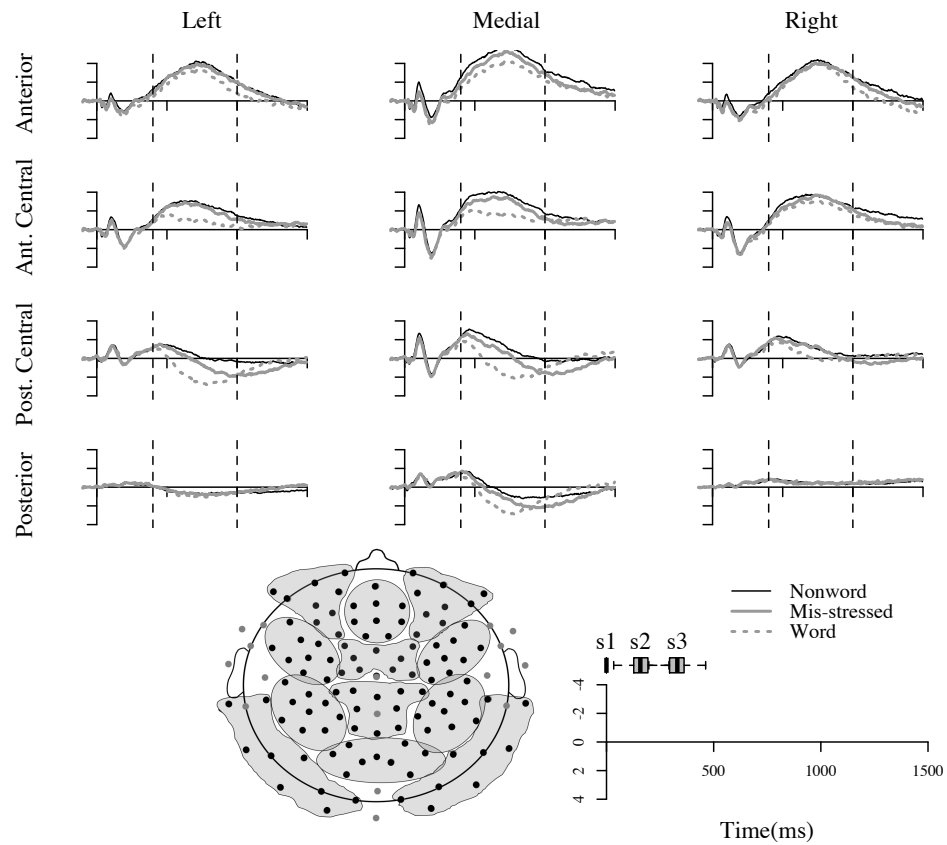 Left Medial Right
Anterior
Ant. Central
Post. Central
Posterior
Nonword
Mis-stressed
Word
s1 s2 s3
-4
-2
0
2
4
500 1000 1500
Time(ms)